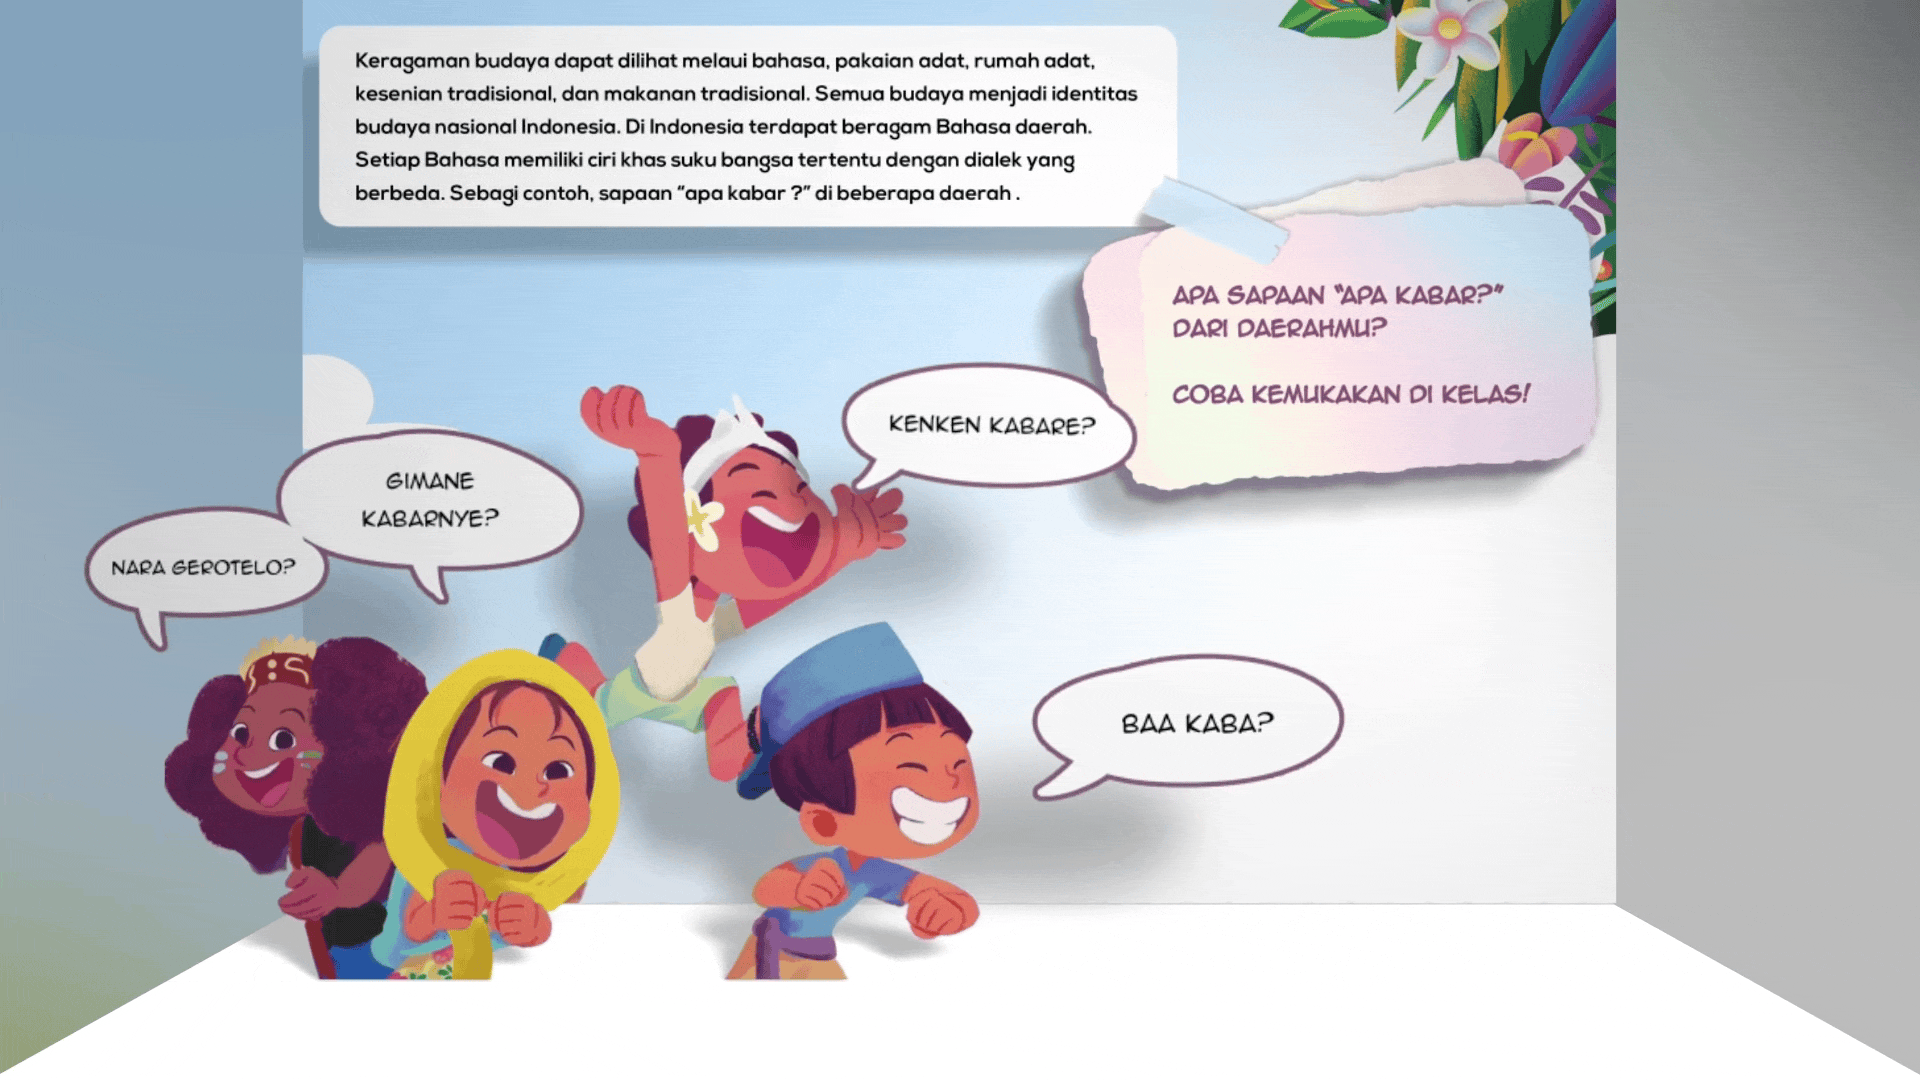 Keragaman budaya dapat dilihat melaui bahasa, pakaian adat, rumah adat,
kesenian tradisional, dan makanan tradisional. Semua budaya menjadi identitas
budaya nasional Indonesia. Di Indonesia terdapat beragam Bahasa daerah.
Setiap Bahasa memiliki ciri khas suku bangsa tertentu dengan dialek yang
berbeda. Sebagi contoh, sapaan “apa kabar ?” di beberapa daerah .
APA SAPAAN "APA KABAR?"
DARI DAERAHMU?
COBA KEMUKAKAN DI KELAS!
KENKEN KABARE?
GIMANE
KABARNYE?
NARA GEROTELO?
BAA KABA?